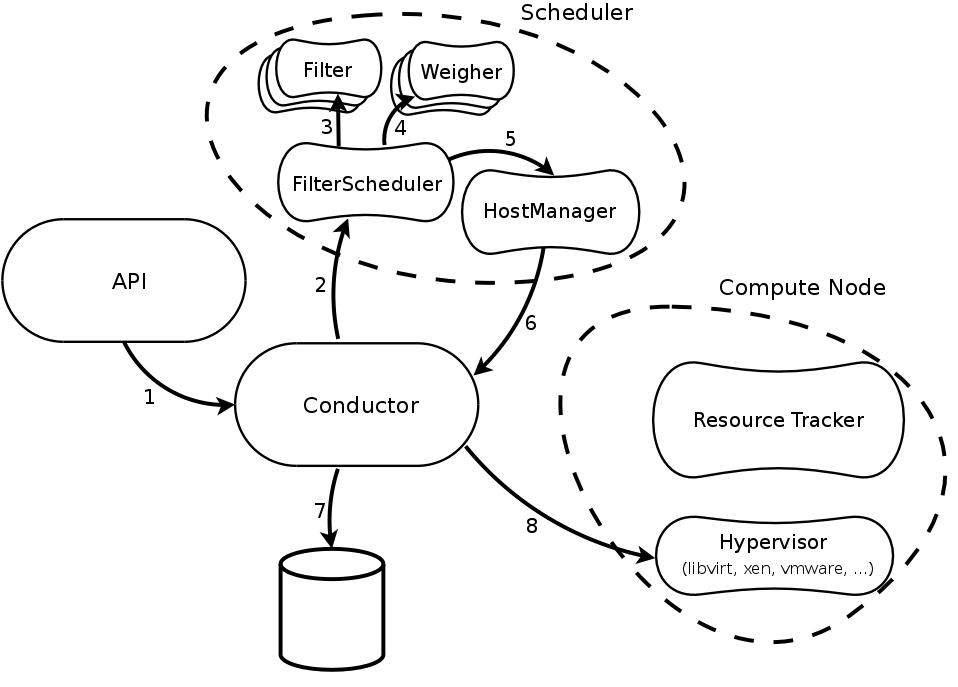 Scheduler
Filter
Weigher
3
4
5
FilterScheduler
HostManager
API
2
Compute Node
6
1
Conductor
Resource Tracker
7
8
Hypervisor
(libvirt, xen, vmware, ...)